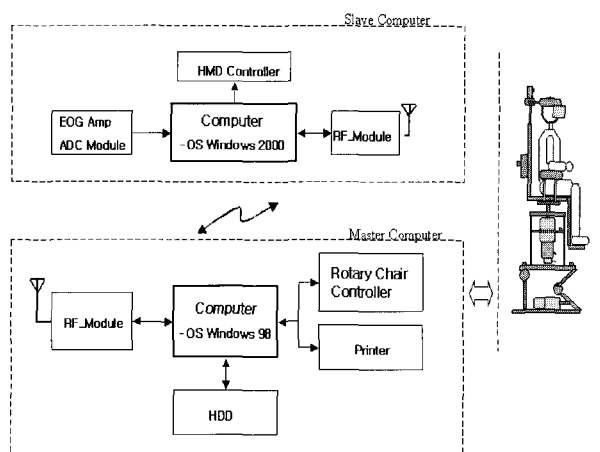 Slave Computer
HMD Controller
EOG Amp
ADC Module
Computer
- OS Windows 2000
RF_Module
Master Computer
RF_Module
Computer
- OS Windows 98
Rotary Chair
Controller
Printer
HDD